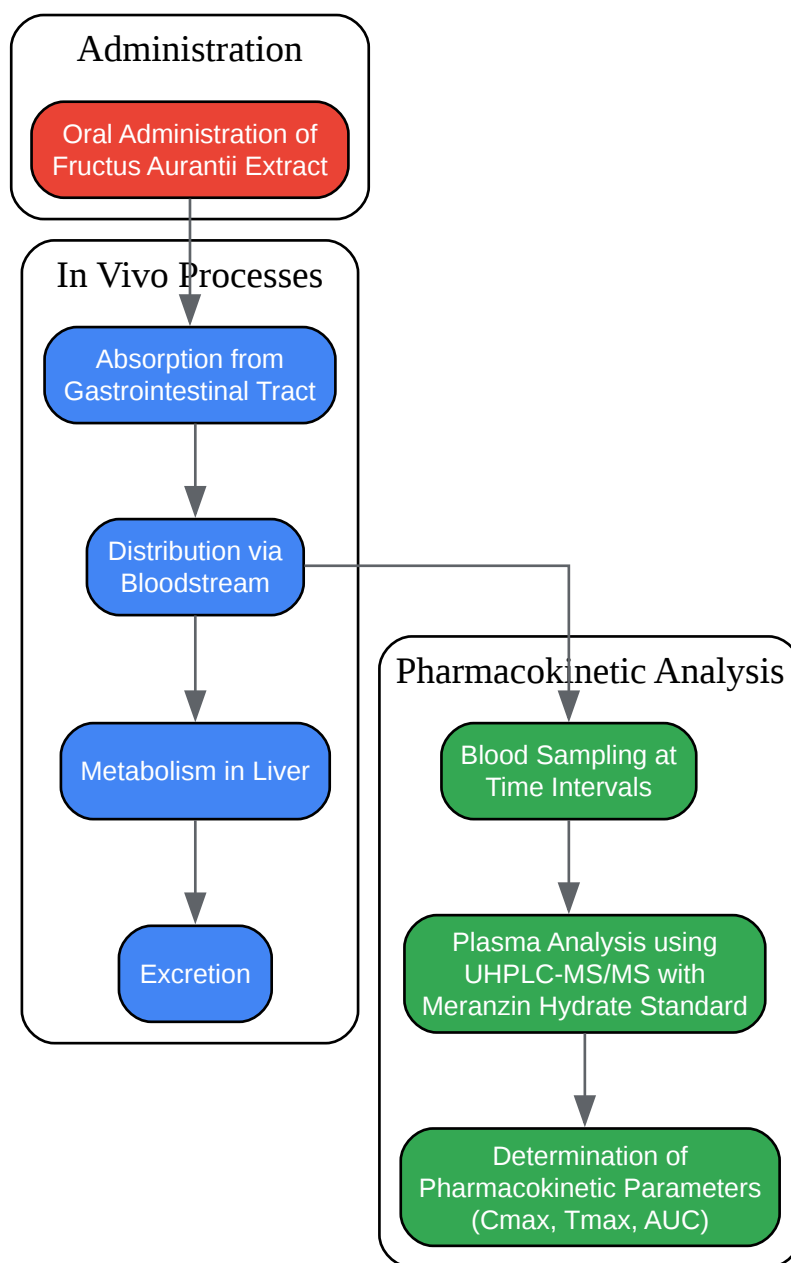 Administration
Oral Administration of
Fructus Aurantii Extract
In Vivo Processes
Absorption from
Gastrointestinal Tract
Distribution via
Bloodstream
Metabolism in Liver
Excretion
Pharmacokinetic Analysis
Blood Sampling at
Time Intervals
Plasma Analysis using
UHPLC-MS/MS with
Meranzin Hydrate Standard
Determination of
Pharmacokinetic Parameters
(Cmax, Tmax, AUC)